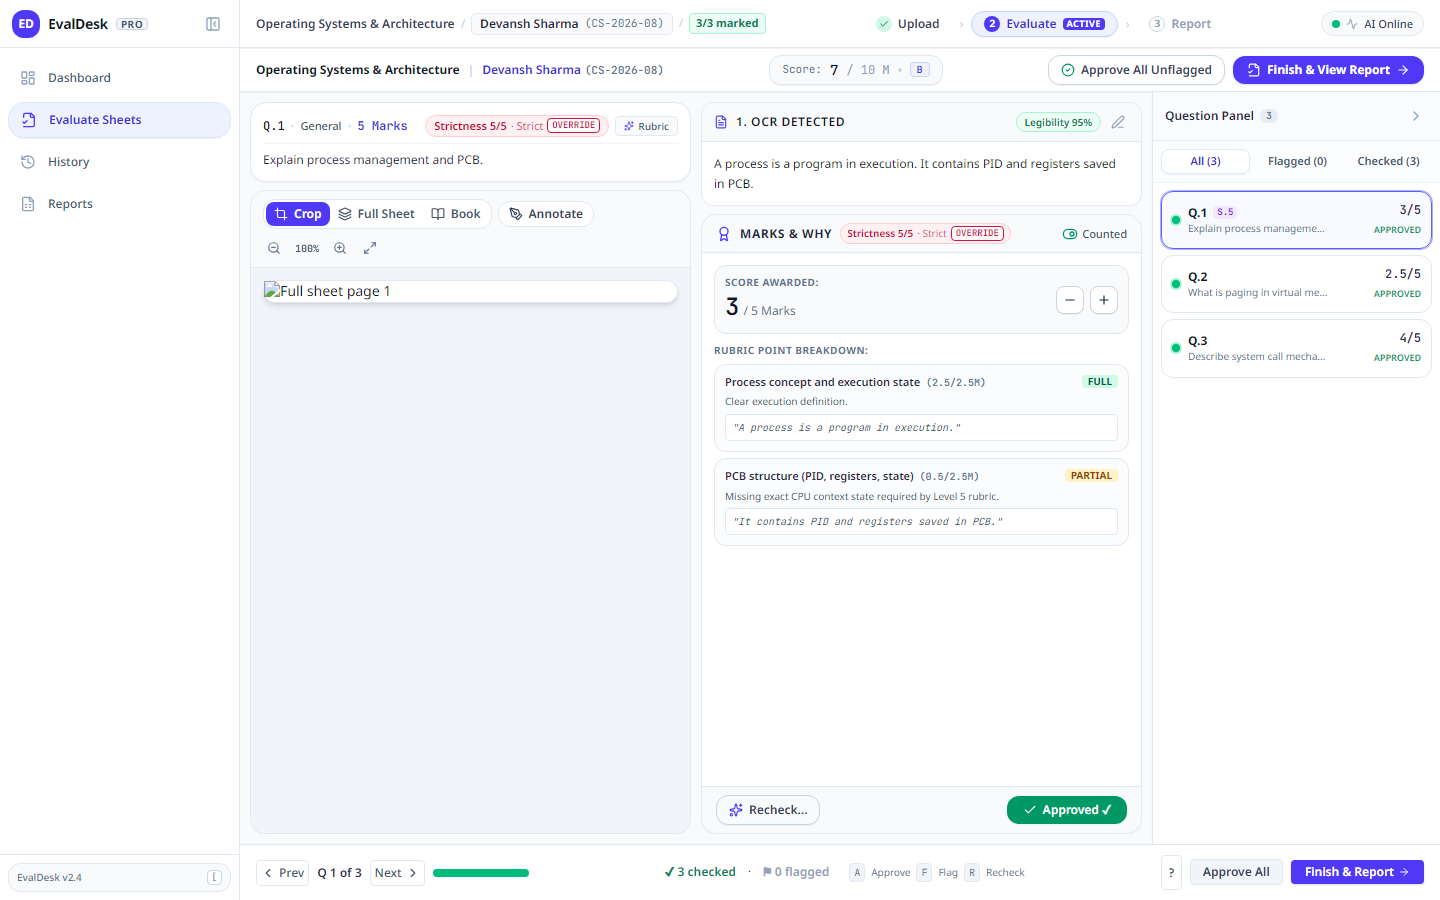 ED EvalDesk PRO
Dashboard
Evaluate Sheets
History
Reports
EvalDesk v2.4 [
Operating Systems & Architecture / Devansh Sharma (CS-2026-08) / 3/3 marked
Upload › 2 Evaluate ACTIVE › 3 Report
AI Online
Operating Systems & Architecture | Devansh Sharma (CS-2026-08)
Score: 7 / 10 M • B
Approve All Unflagged
Finish & View Report →
Q.1 · General · 5 Marks Strictness 5/5 · Strict OVERRIDE Rubric
Explain process management and PCB.
Crop Full Sheet Book Annotate
100%
Full sheet page 1
1. OCR DETECTED Legibility 95%
A process is a program in execution. It contains PID and registers saved
in PCB.
MARKS & WHY Strictness 5/5 · Strict OVERRIDE Counted
SCORE AWARDED:
3 / 5 Marks − +
RUBRIC POINT BREAKDOWN:
Process concept and execution state (2.5/2.5M) FULL
Clear execution definition.
"A process is a program in execution."
PCB structure (PID, registers, state) (0.5/2.5M) PARTIAL
Missing exact CPU context state required by Level 5 rubric.
"It contains PID and registers saved in PCB."
Recheck... ✓ Approved ✓
Question Panel 3
All (3) Flagged (0) Checked (3)
Q.1 S.5 3/5
Explain process manageme... APPROVED
Q.2 2.5/5
What is paging in virtual me... APPROVED
Q.3 4/5
Describe system call mecha... APPROVED
‹ Prev Q 1 of 3 Next ›
✓ 3 checked · ⚑ 0 flagged A Approve F Flag R Recheck
? Approve All Finish & Report →